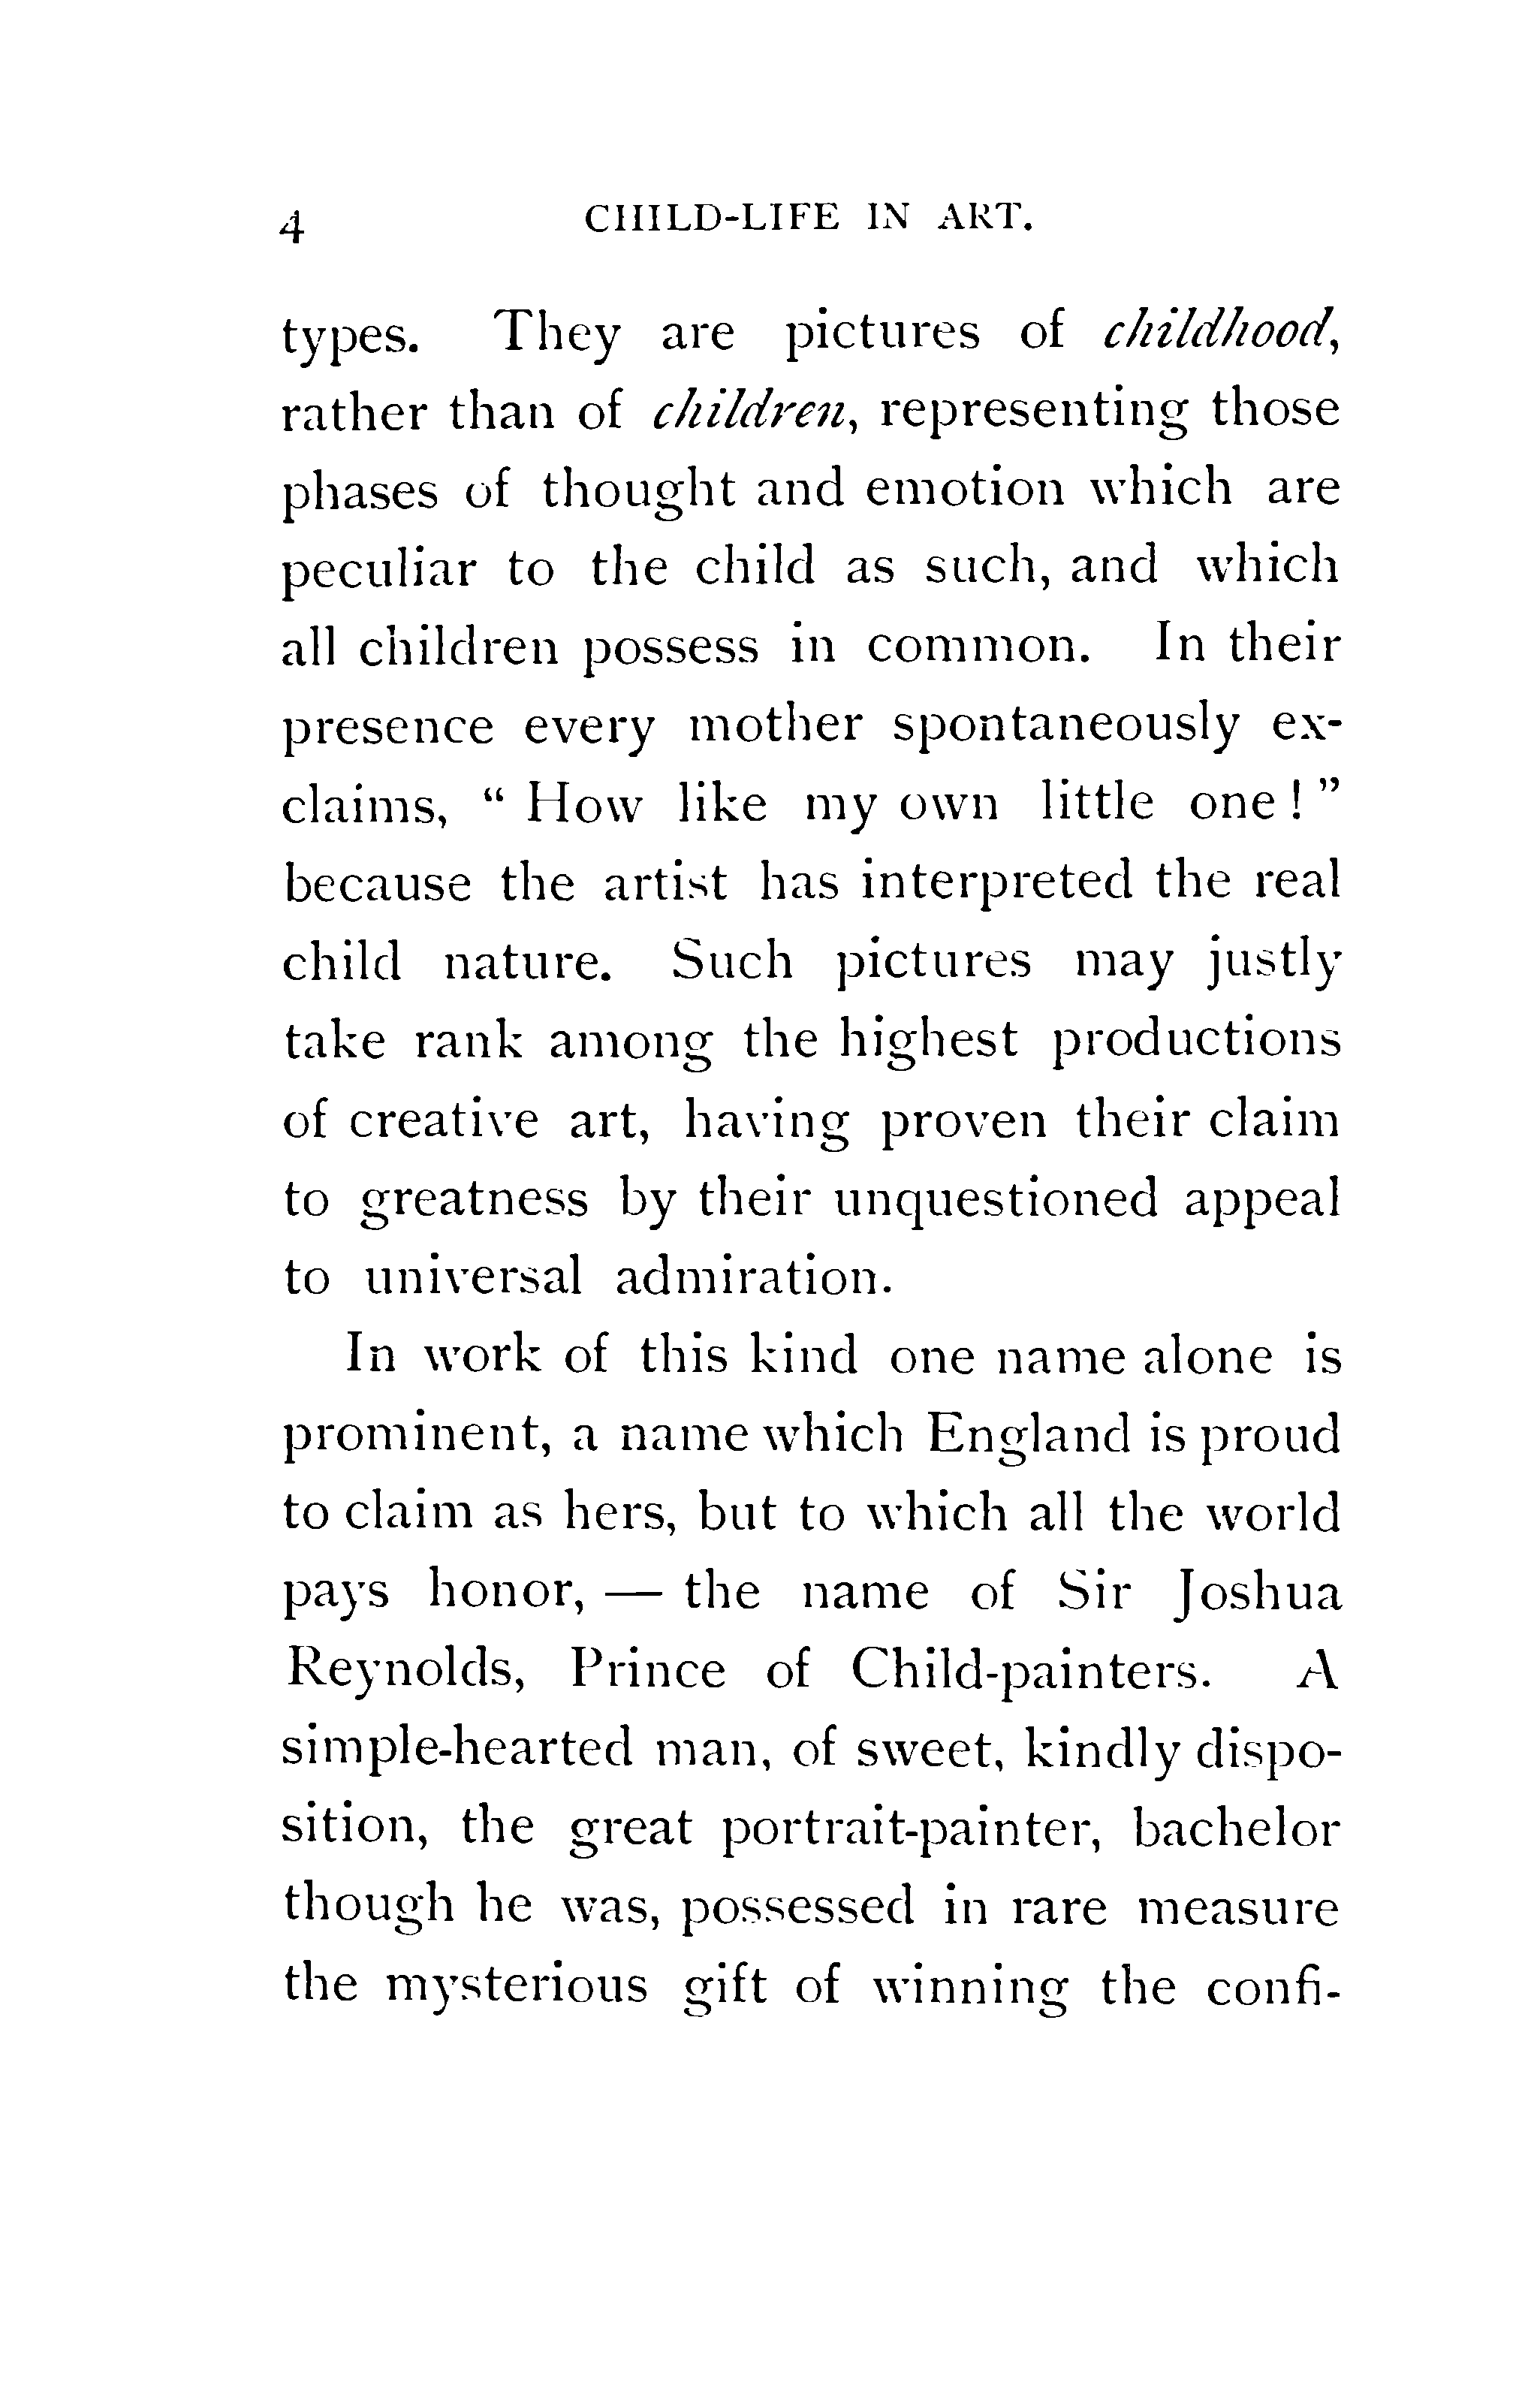 4 CHILD-LIFE IN ART.
types. They are pictures of childhood,
rather than of children, representing those
phases of thought and emotion which are
peculiar to the child as such, and which
all children possess in common. In their
presence every mother spontaneously ex-
claims, “ How like my own little one ! ”
because the artist has interpreted the real
child nature. Such pictures may justly
take rank among the highest productions
of creative art, having proven their claim
to greatness by their unquestioned appeal
to universal admiration.
In work of this kind one name alone is
prominent, a name which England is proud
to claim as hers, but to which all the world
pays honor, — the name of Sir Joshua
Reynolds, Prince of Child-painters. A
simple-hearted man, of sweet, kindly dispo-
sition, the great portrait-painter, bachelor
though he was, possessed in rare measure
the mysterious gift of winning the confi-